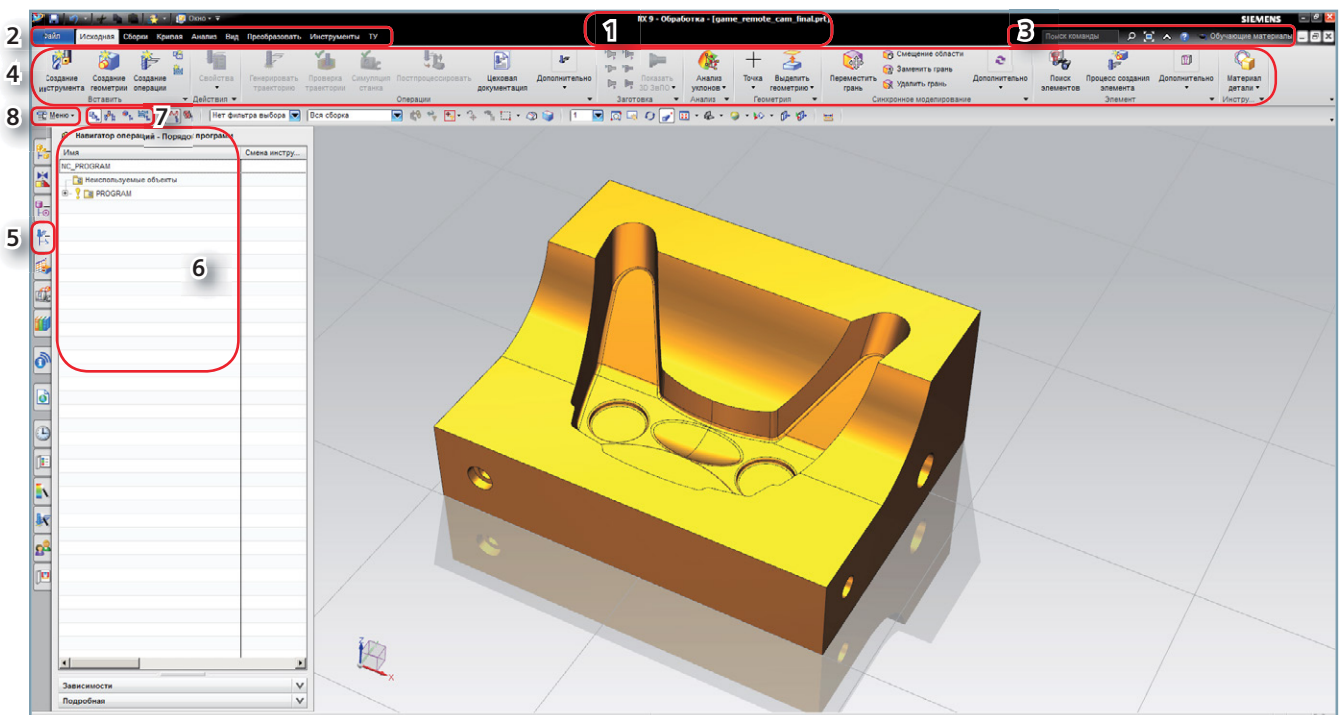 Окно
NX 9 - Обработка - [game_remote_cam_final.prt]
SIEMENS
1
2
Файл Исходная Сборки Кривая Анализ Вид Преобразовать Инструменты ТУ
3
Поиск команды
Обучающие материалы
4
Создание инструмента
Создание геометрии
Создание операции
Вставить
Свойства
Действия
Генерировать траекторию
Проверка траектории
Симуляция станка
Постпроцессировать
Цеховая документация
Дополнительно
Операции
Показать 3D ЗвПО
Заготовка
Анализ уклонов
Анализ
Точка
Выделить геометрию
Геометрия
Переместить грань
Смещение области
Заменить грань
Удалить грань
Дополнительно
Синхронное моделирование
Поиск элементов
Процесс создания элемента
Дополнительно
Элемент
Материал детали
Инстру...
8
Меню
7
Нет фильтра выбора
Вся сборка
1
Навигатор операций - Порядок программ
Имя
Смена инстру...
NC_PROGRAM
Неиспользуемые объекты
PROGRAM
5
6
Z
X
Зависимости
Подробная